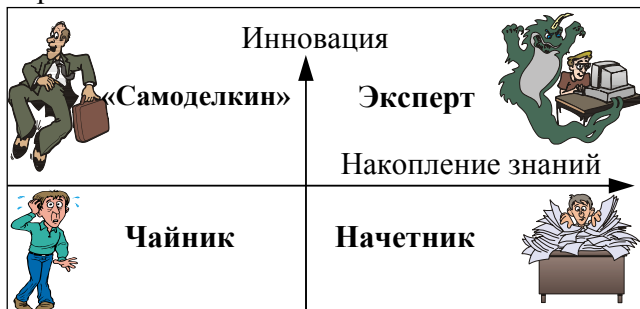 Инновация
«Самоделкин»
Эксперт
Накопление знаний
Чайник
Начетник